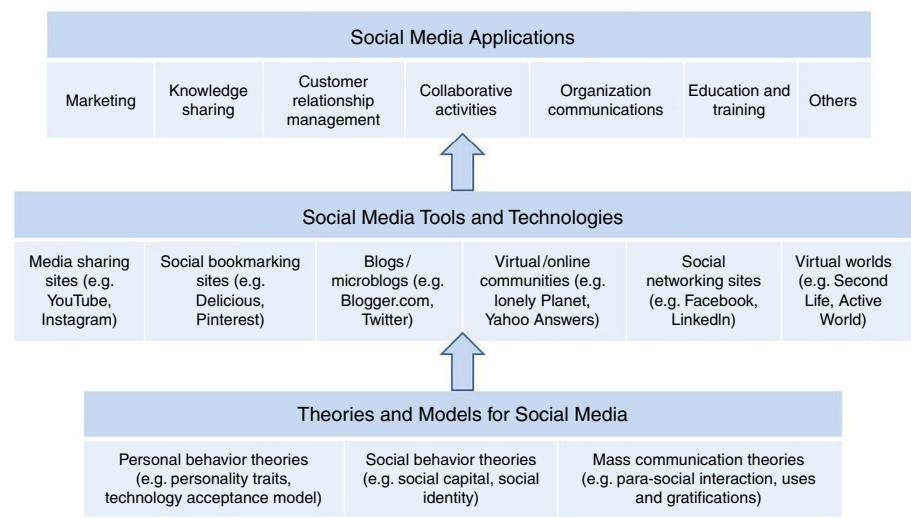 Social Media Applications
Marketing
Knowledge
sharing
Customer
relationship
management
Collaborative
activities
Organization
communications
Education and
training
Others
Social Media Tools and Technologies
Media sharing
sites (e.g.
YouTube,
Instagram)
Social bookmarking
sites (e.g.
Delicious,
Pinterest)
Blogs/
microblogs (e.g.
Blogger.com,
Twitter)
Virtual/online
communities (e.g.
lonely Planet,
Yahoo Answers)
Social
networking sites
(e.g. Facebook,
LinkedIn)
Virtual worlds
(e.g. Second
Life, Active
World)
Theories and Models for Social Media
Personal behavior theories
(e.g. personality traits,
technology acceptance model)
Social behavior theories
(e.g. social capital, social
identity)
Mass communication theories
(e.g. para-social interaction, uses
and gratifications)